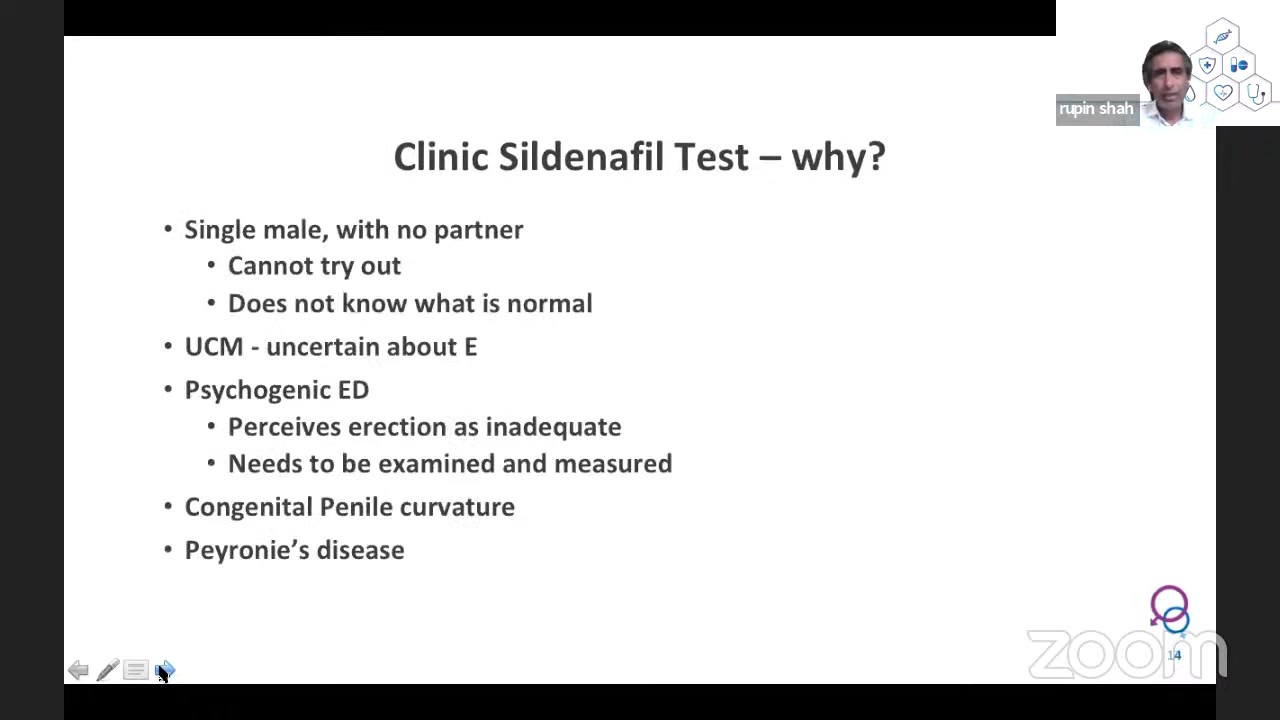 rupin shah
Clinic Sildenafil Test – why?
• Single male, with no partner
• Cannot try out
• Does not know what is normal
• UCM - uncertain about E
• Psychogenic ED
• Perceives erection as inadequate
• Needs to be examined and measured
• Congenital Penile curvature
• Peyronie’s disease
zoom
14